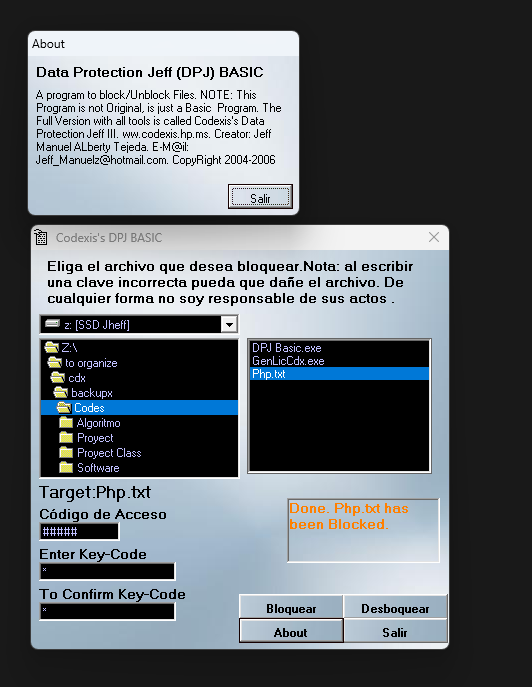 About
Data Protection Jeff (DPJ) BASIC
A program to block/Unblock Files. NOTE: This
Program is not Original, is just a Basic  Program. The
Full Version with all tools is called Codexis's Data
Protection Jeff III. ww.codexis.hp.ms. Creator: Jeff
Manuel ALberty Tejeda. E-M@il:
Jeff_Manuelz@hotmail.com. CopyRight 2004-2006
Salir
Codexis's DPJ BASIC
Eliga el archivo que desea bloquear.Nota: al escribir
una clave incorrecta pueda que dañe el archivo. De
cualquier forma no soy responsable de sus actos .
z: [SSD Jheff]
Z:\
to organize
cdx
backupx
Codes
Algoritmo
Proyect
Proyect Class
Software
DPJ Basic.exe
GenLicCdx.exe
Php.txt
Target:Php.txt
Código de Acceso
#####
Enter Key-Code
*
To Confirm Key-Code
*
Done. Php.txt has
been Blocked.
Bloquear
Desboquear
About
Salir